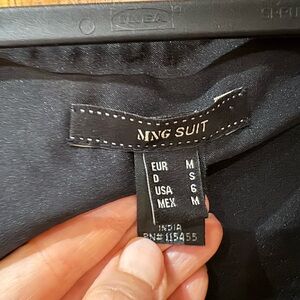 MNG SUIT
EUR M
D S
USA 6
MEX M
INDIA
RN# 115455